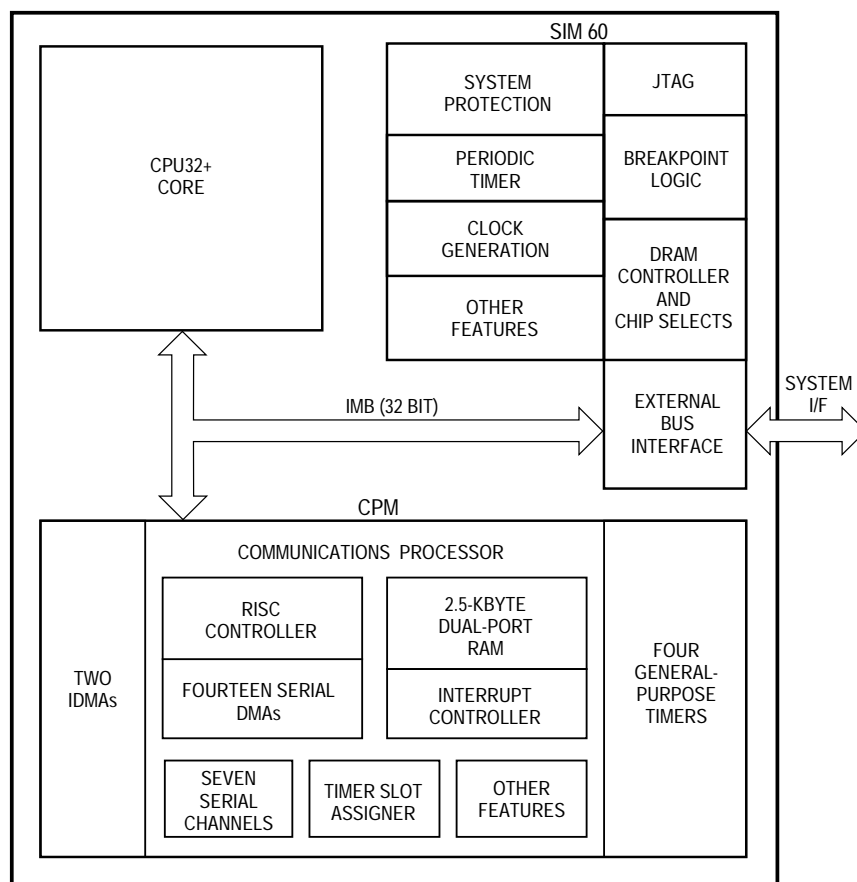 SIM 60
CPU32+
CORE
SYSTEM
PROTECTION
PERIODIC
TIMER
CLOCK
GENERATION
OTHER
FEATURES
JTAG
BREAKPOINT
LOGIC
DRAM
CONTROLLER
AND
CHIP SELECTS
EXTERNAL
BUS
INTERFACE
SYSTEM
I/F
IMB (32 BIT)
CPM
TWO
IDMAs
COMMUNICATIONS PROCESSOR
RISC
CONTROLLER
FOURTEEN SERIAL
DMAs
2.5-KBYTE
DUAL-PORT
RAM
INTERRUPT
CONTROLLER
SEVEN
SERIAL
CHANNELS
TIMER SLOT
ASSIGNER
OTHER
FEATURES
FOUR
GENERAL-
PURPOSE
TIMERS